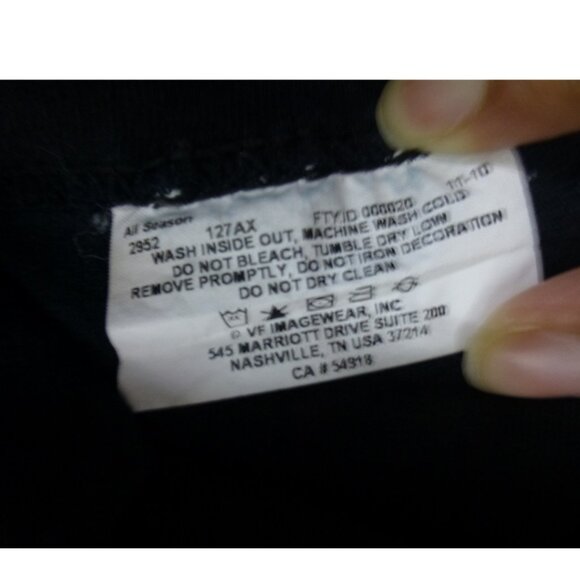 All Season
2952 127AX FTY.ID 000020 11-10
WASH INSIDE OUT, MACHINE WASH COLD
DO NOT BLEACH, TUMBLE DRY LOW
REMOVE PROMPTLY, DO NOT IRON DECORATION
DO NOT DRY CLEAN
© VF IMAGEWEAR, INC
545 MARRIOTT DRIVE SUITE 200
NASHVILLE, TN USA 37214
CA # 54918